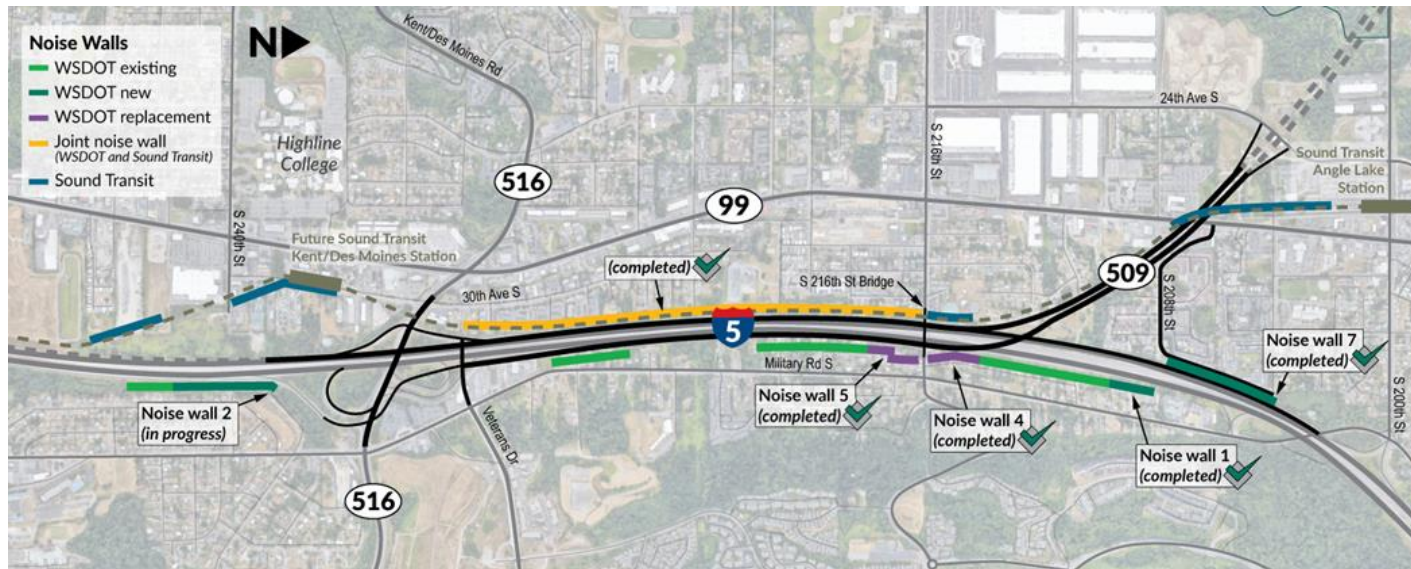 Noise Walls
WSDOT existing
WSDOT new
WSDOT replacement
Joint noise wall
(WSDOT and Sound Transit)
Sound Transit
N
Kent/Des Moines Rd
Highline
College
516
S 240th St
Future Sound Transit
Kent/Des Moines Station
30th Ave S
(completed)
99
S 216th St
S 216th St Bridge
24th Ave S
Sound Transit
Angle Lake
Station
509
S 208th St
5
Military Rd S
Noise wall 2
(in progress)
Veterans Dr
516
Noise wall 5
(completed)
Noise wall 4
(completed)
Noise wall 1
(completed)
Noise wall 7
(completed)
S 200th St